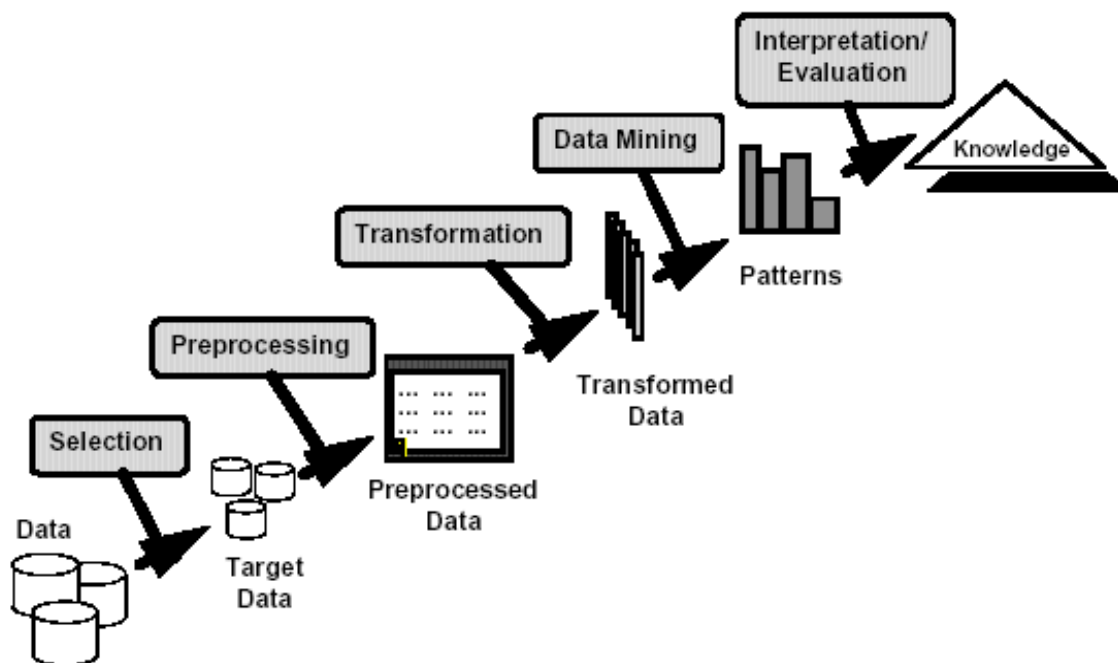 Interpretation/
Evaluation
Knowledge
Data Mining
Patterns
Transformation
Transformed
Data
Preprocessing
Preprocessed
Data
Selection
Target
Data
Data